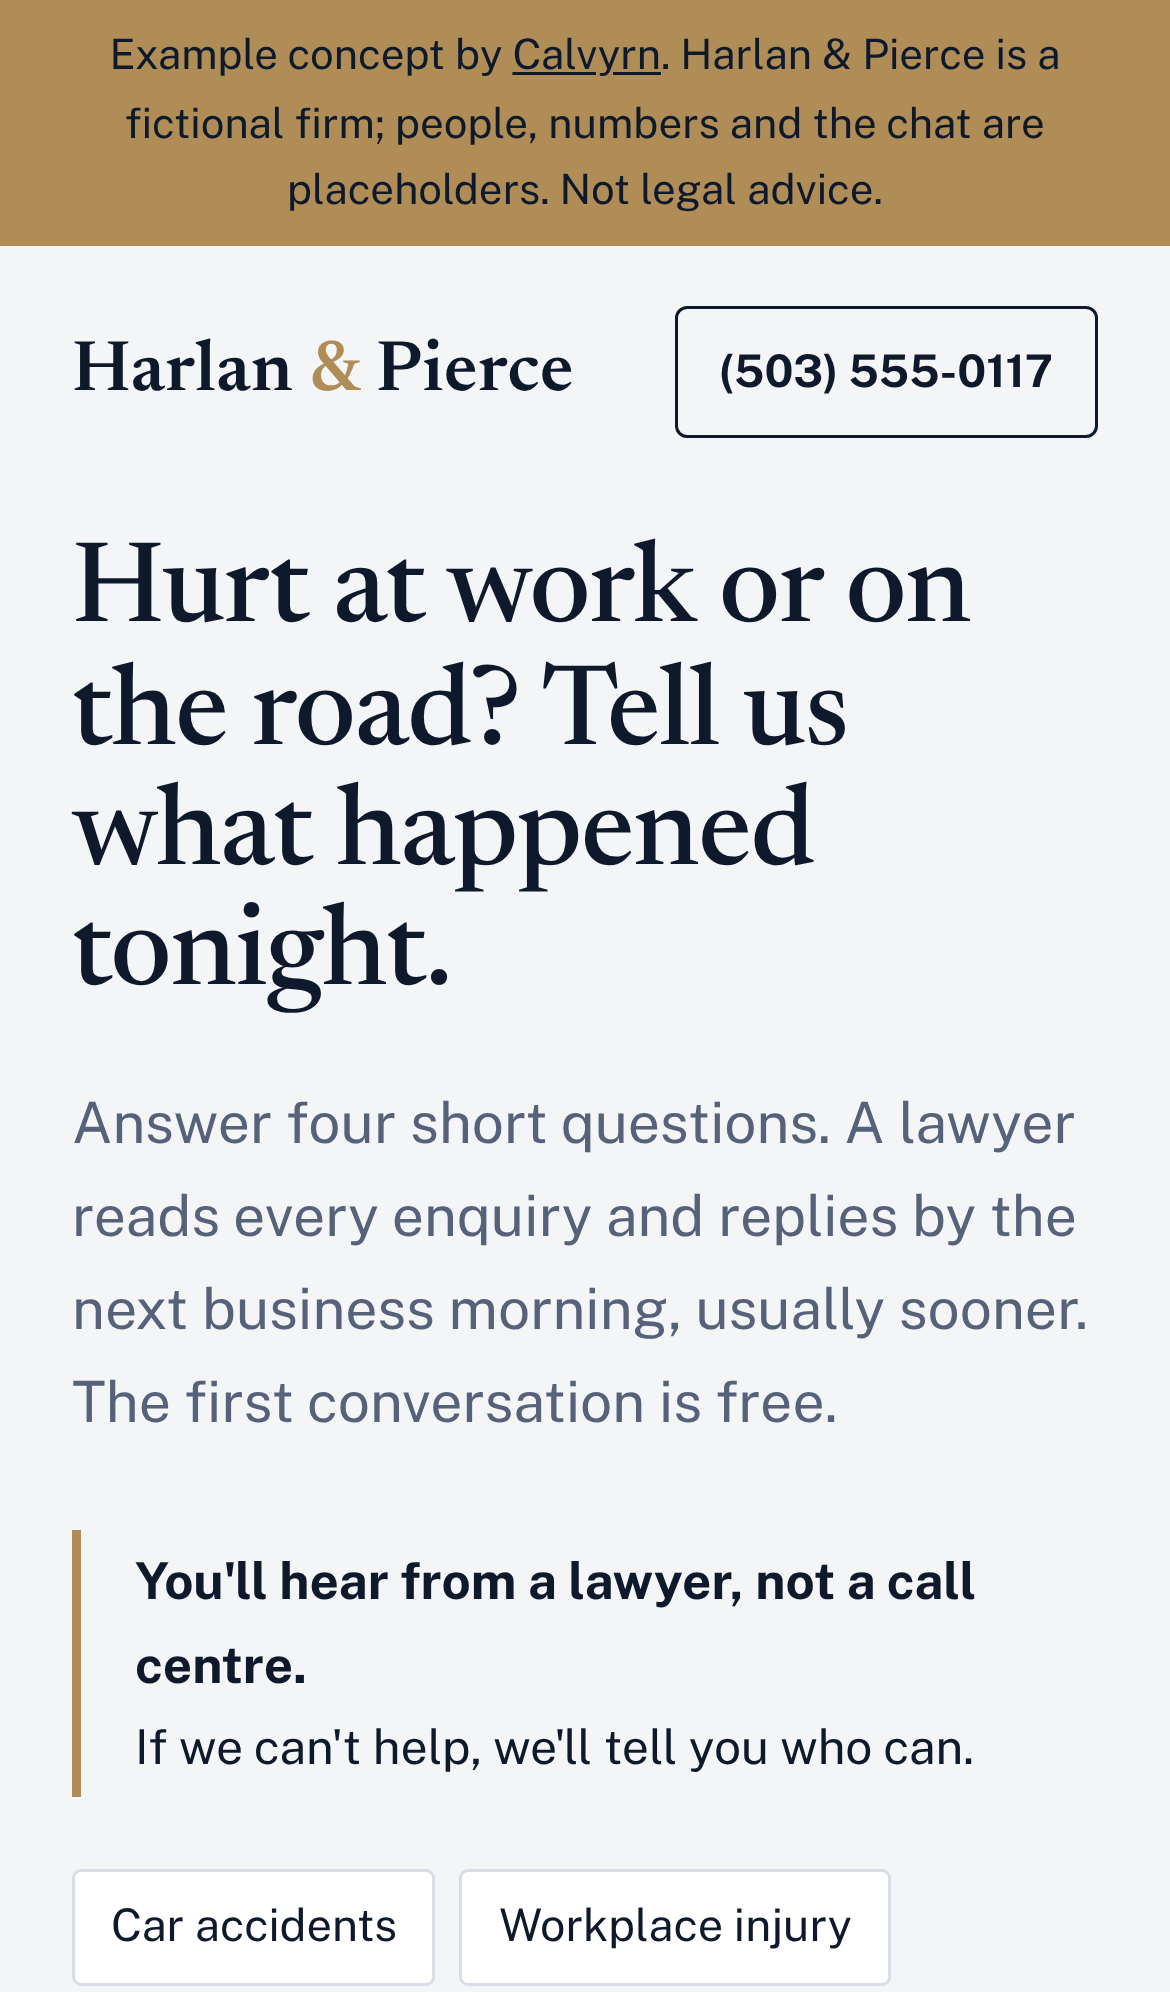 Example concept by Calvyrn. Harlan & Pierce is a
fictional firm; people, numbers and the chat are
placeholders. Not legal advice.
Harlan & Pierce
(503) 555-0117
Hurt at work or on
the road? Tell us
what happened
tonight.
Answer four short questions. A lawyer
reads every enquiry and replies by the
next business morning, usually sooner.
The first conversation is free.
You'll hear from a lawyer, not a call
centre.
If we can't help, we'll tell you who can.
Car accidents
Workplace injury